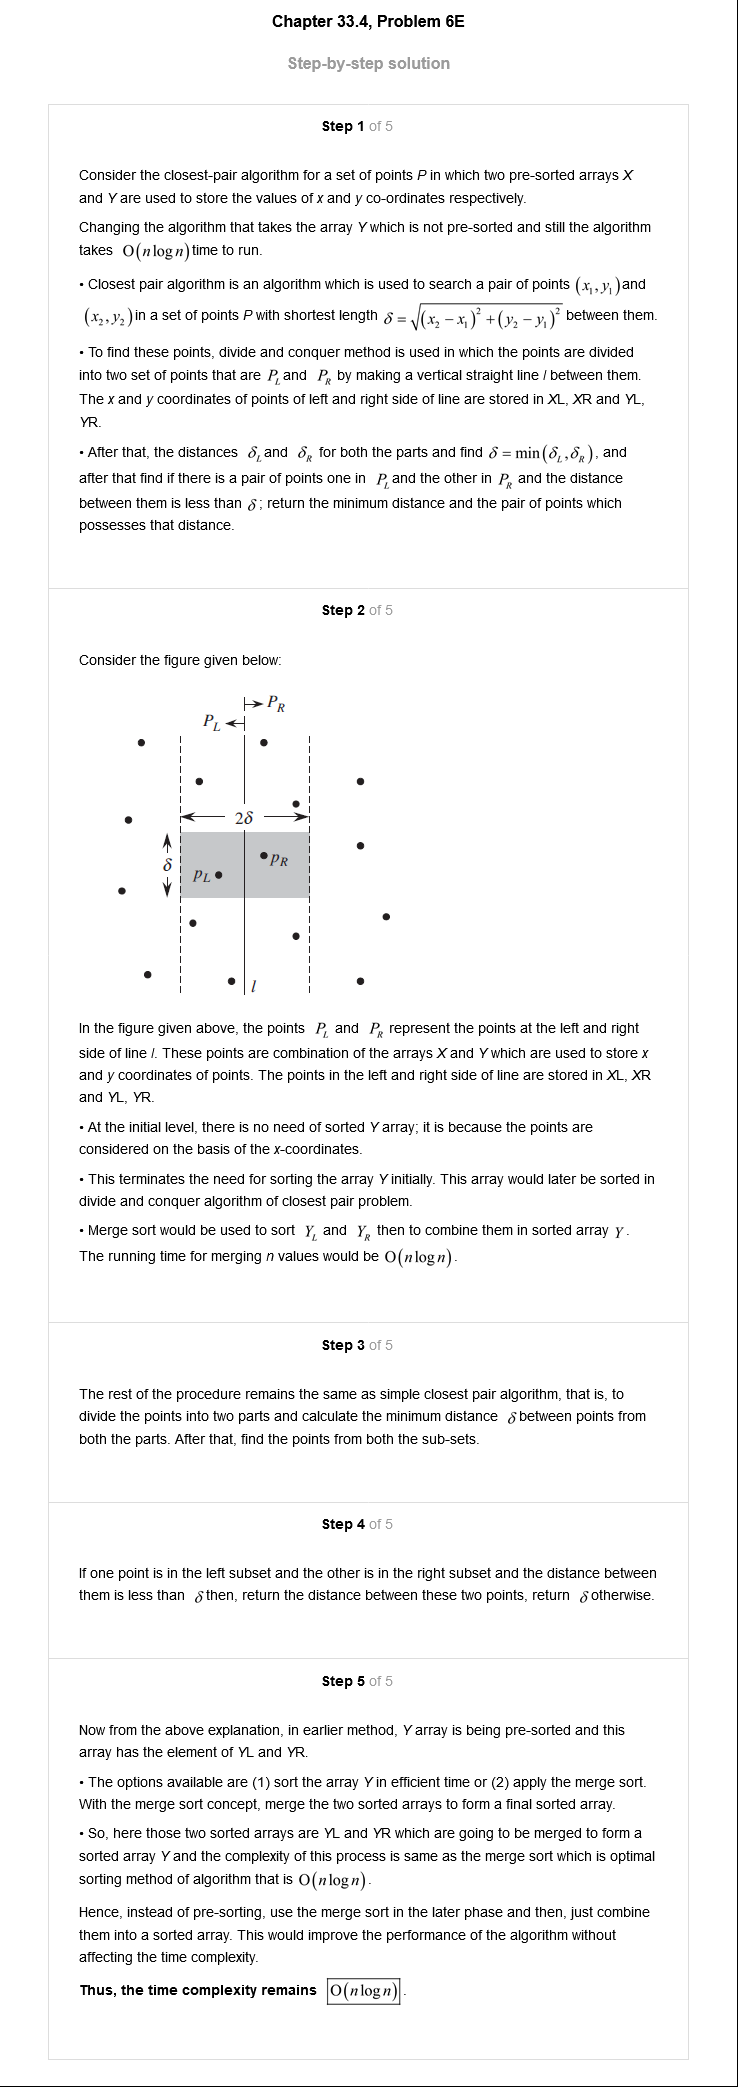 Chapter 33.4, Problem 6E
Step-by-step solution
Step 1 of 5
Consider the closest-pair algorithm for a set of points P in which two pre-sorted arrays X
and Y are used to store the values of x and y co-ordinates respectively.
Changing the algorithm that takes the array Y which is not pre-sorted and still the algorithm
takes O(n log n) time to run.
• Closest pair algorithm is an algorithm which is used to search a pair of points (x₁, y₁) and
(x₂, y₂) in a set of points P with shortest length δ = √((x₂ − x₁)² + (y₂ − y₁)²) between them.
• To find these points, divide and conquer method is used in which the points are divided
into two set of points that are P_L and P_R by making a vertical straight line l between them.
The x and y coordinates of points of left and right side of line are stored in XL, XR and YL,
YR.
• After that, the distances δ_L and δ_R for both the parts and find δ = min(δ_L, δ_R), and
after that find if there is a pair of points one in P_L and the other in P_R and the distance
between them is less than δ; return the minimum distance and the pair of points which
possesses that distance.
Step 2 of 5
Consider the figure given below:
P_R
P_L
2δ
δ
p_R
p_L
l
In the figure given above, the points P_L and P_R represent the points at the left and right
side of line l. These points are combination of the arrays X and Y which are used to store x
and y coordinates of points. The points in the left and right side of line are stored in XL, XR
and YL, YR.
• At the initial level, there is no need of sorted Y array; it is because the points are
considered on the basis of the x-coordinates.
• This terminates the need for sorting the array Y initially. This array would later be sorted in
divide and conquer algorithm of closest pair problem.
• Merge sort would be used to sort Y_L and Y_R then to combine them in sorted array Y.
The running time for merging n values would be O(n log n).
Step 3 of 5
The rest of the procedure remains the same as simple closest pair algorithm, that is, to
divide the points into two parts and calculate the minimum distance δ between points from
both the parts. After that, find the points from both the sub-sets.
Step 4 of 5
If one point is in the left subset and the other is in the right subset and the distance between
them is less than δ then, return the distance between these two points, return δ otherwise.
Step 5 of 5
Now from the above explanation, in earlier method, Y array is being pre-sorted and this
array has the element of YL and YR.
• The options available are (1) sort the array Y in efficient time or (2) apply the merge sort.
With the merge sort concept, merge the two sorted arrays to form a final sorted array.
• So, here those two sorted arrays are YL and YR which are going to be merged to form a
sorted array Y and the complexity of this process is same as the merge sort which is optimal
sorting method of algorithm that is O(n log n).
Hence, instead of pre-sorting, use the merge sort in the later phase and then, just combine
them into a sorted array. This would improve the performance of the algorithm without
affecting the time complexity.
Thus, the time complexity remains O(n log n).